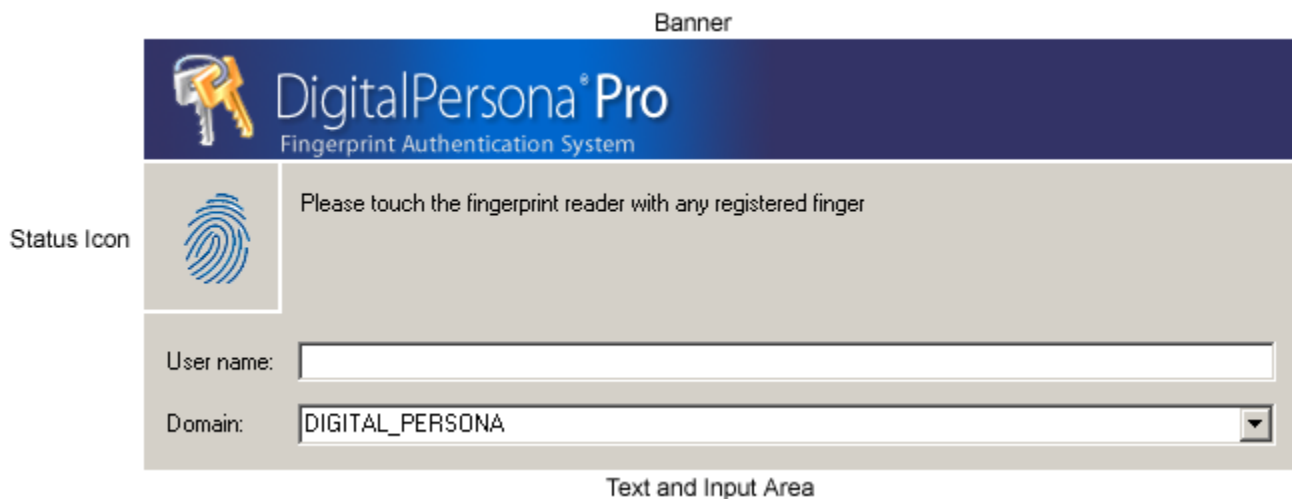 Banner
DigitalPersona® Pro
Fingerprint Authentication System
Status Icon
Please touch the fingerprint reader with any registered finger
User name:
Domain:
DIGITAL_PERSONA
Text and Input Area